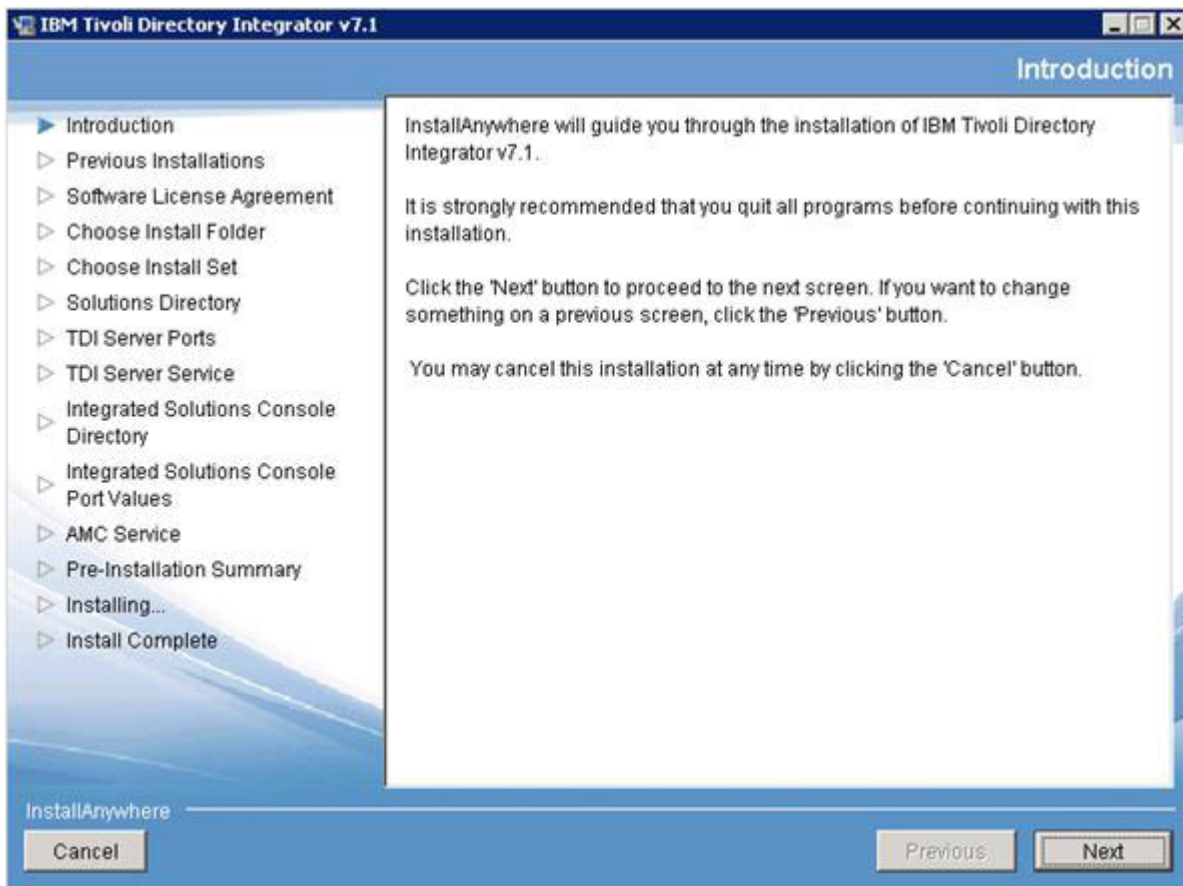 IBM Tivoli Directory Integrator v7.1
Introduction
Introduction
Previous Installations
Software License Agreement
Choose Install Folder
Choose Install Set
Solutions Directory
TDI Server Ports
TDI Server Service
Integrated Solutions Console
Directory
Integrated Solutions Console
Port Values
AMC Service
Pre-Installation Summary
Installing...
Install Complete
InstallAnywhere will guide you through the installation of IBM Tivoli Directory
Integrator v7.1.
It is strongly recommended that you quit all programs before continuing with this
installation.
Click the 'Next' button to proceed to the next screen. If you want to change
something on a previous screen, click the 'Previous' button.
You may cancel this installation at any time by clicking the 'Cancel' button.
InstallAnywhere
Cancel
Previous
Next